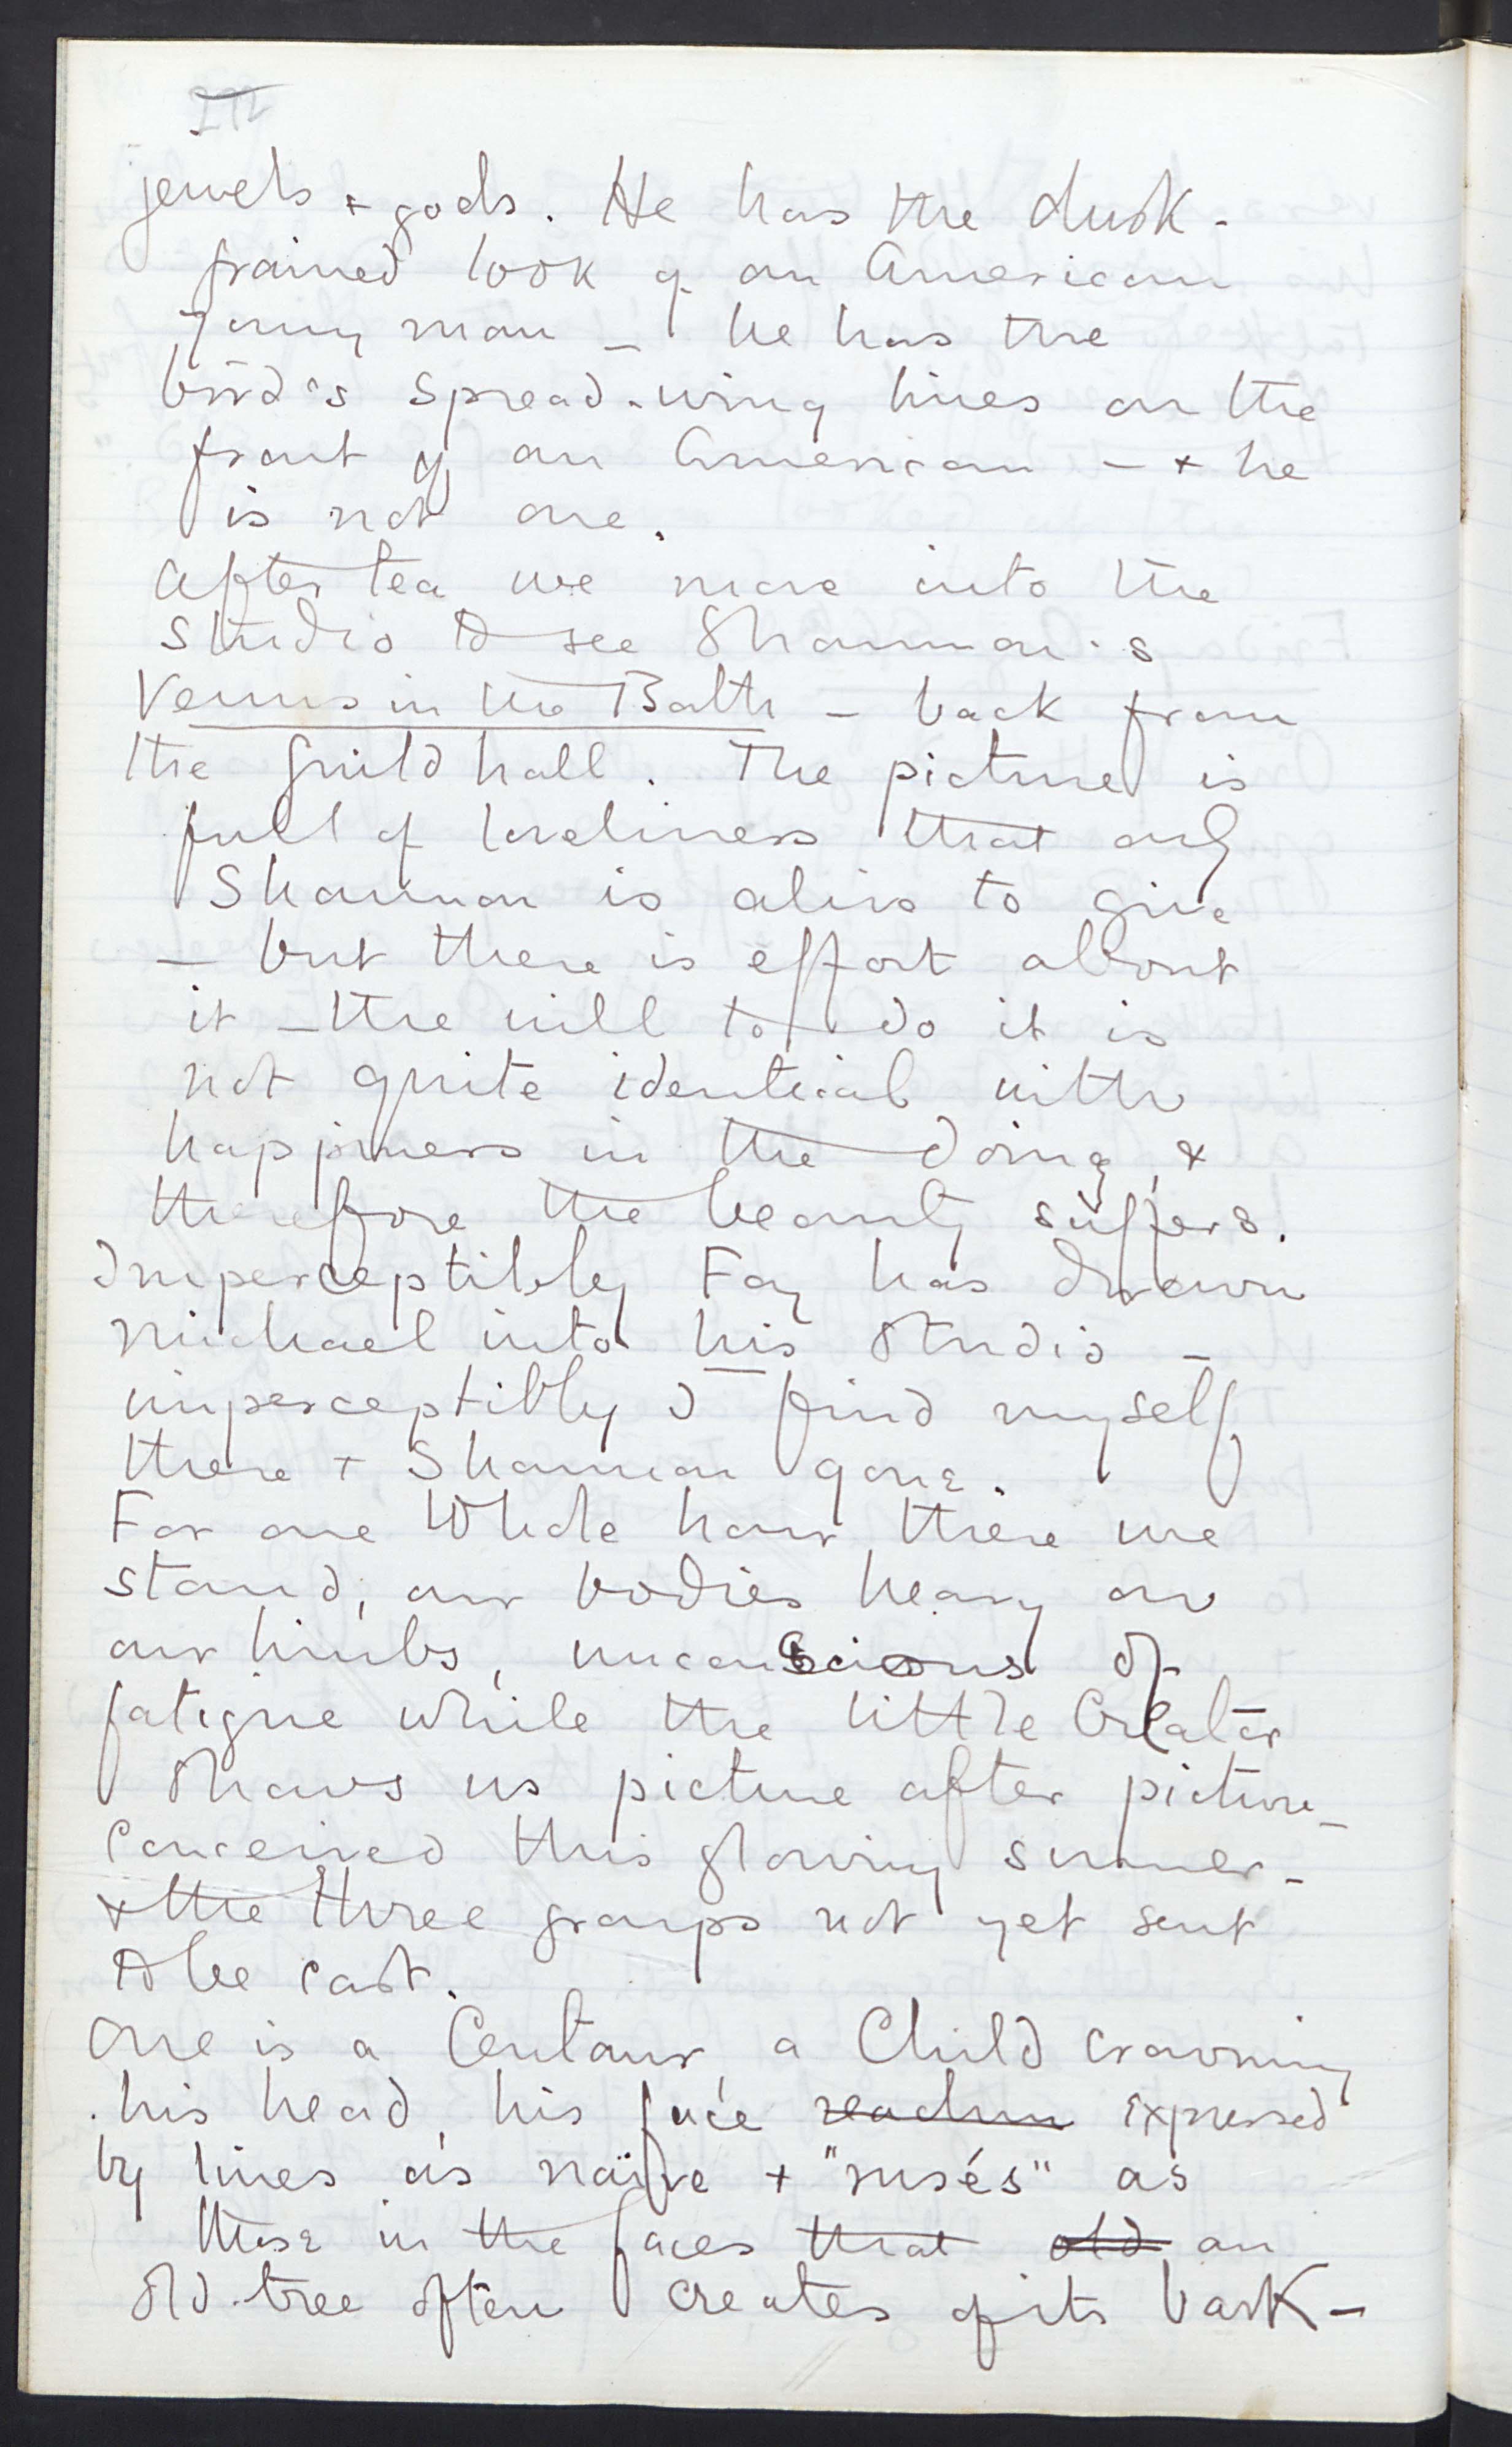 jewels & gods. He has the dusk-
grained look of an American
young man – he has the
bird's spread-wing lines on the
front of an American – & he
is not one.
After tea we move into the
studio to see Shannon's
Venus in the Bath – back from
the Guildhall. The picture is
full of loveliness that only
Shannon is alive to give
– but there is effort about
it – the will to do it is
not quite identical with
happiness in the doing, &
therefore the beauty suffers.
Imperceptibly Fay has drawn
Michael into his studio –
imperceptibly I find myself
there & Shannon gone.
For one whole hour there we
stand, our bodies heavy on
our limbs, unconscious of
fatigue while the little Creator
shows us picture after picture –
conceived this glowing summer –
& the three groups not yet sent
to be cast.
One is a Centaur, a Child crowning
his head, his face expressed
by lines as naïve & "rusés" as
those in the faces that old an
old tree often creates of its bark –